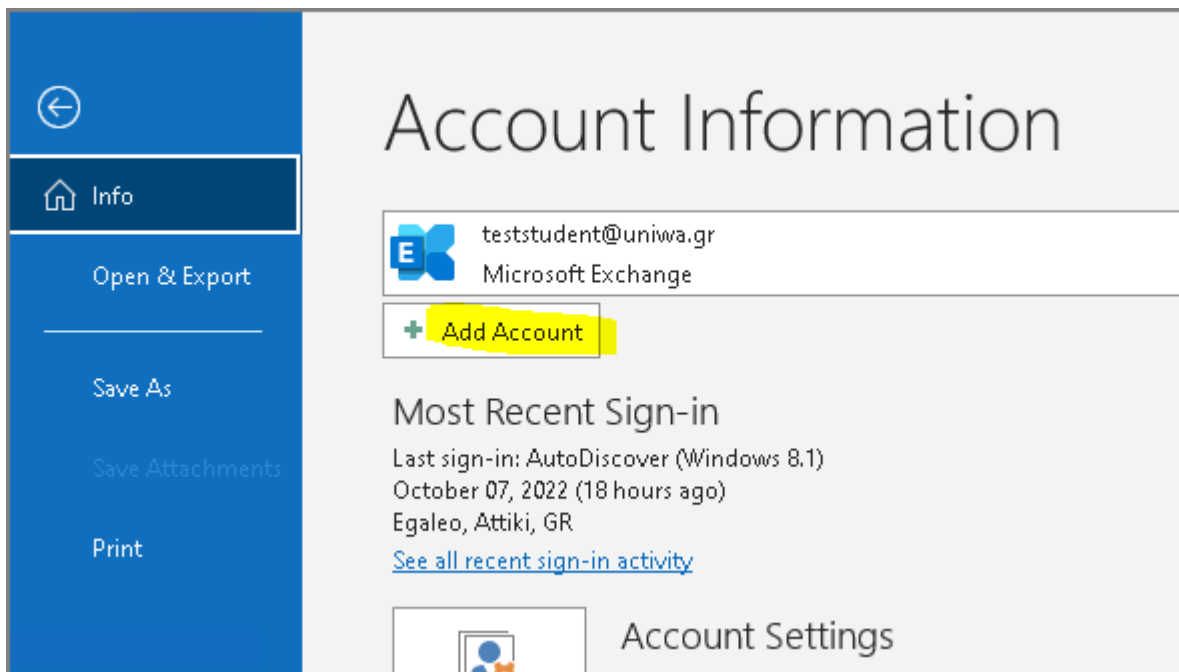 Account Information
Info
teststudent@uniwa.gr
E
Microsoft Exchange
Open & Export
+ Add Account
Save As
Most Recent Sign-in
Last sign-in: AutoDiscover (Windows 8.1)
Save Attachments
October 07, 2022 (18 hours ago)
Egaleo, Attiki, GR
Print
See all recent sign-in activity
Account Settings